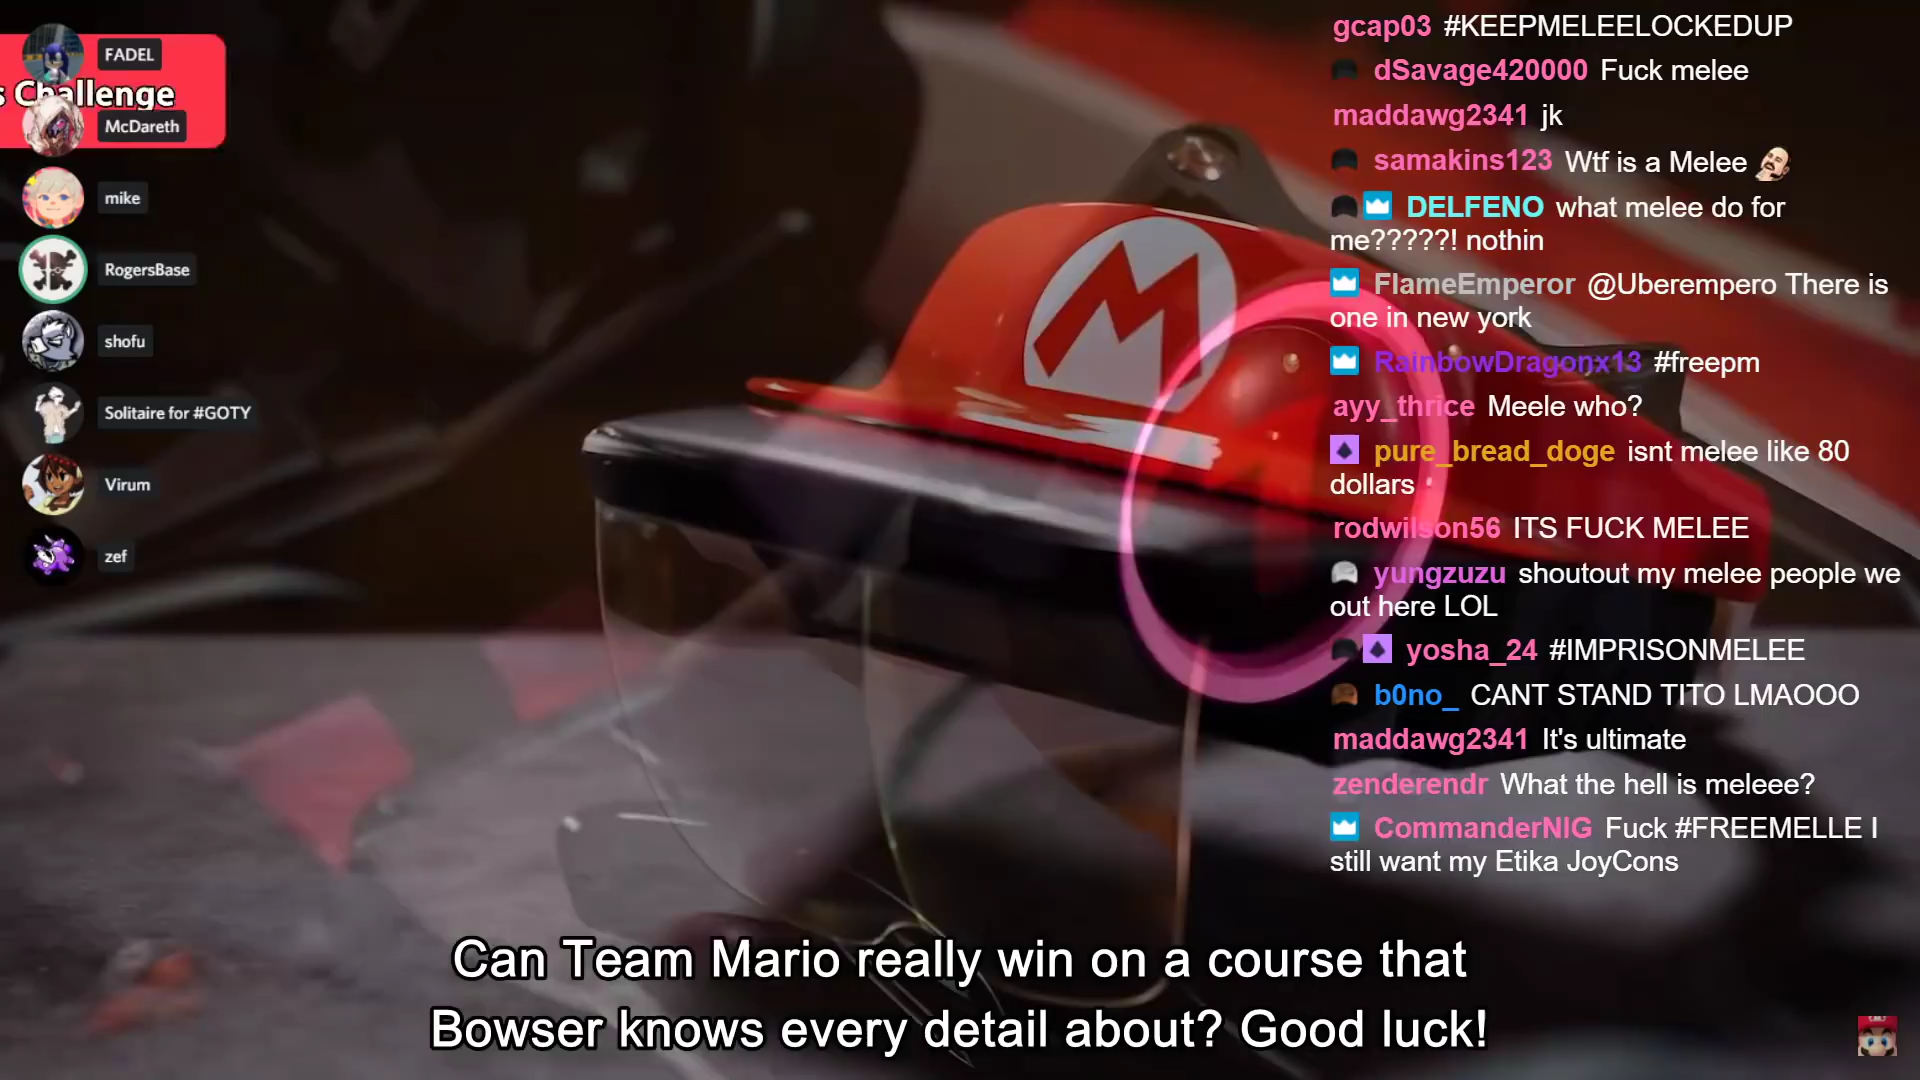 FADEL
s Challenge
McDareth
mike
RogersBase
shofu
Solitaire for #GOTY
Virum
zef
M
gcap03 #KEEPMELEELOCKEDUP
dSavage420000 Fuck melee
maddawg2341 jk
samakins123 Wtf is a Melee
DELFENO what melee do for
me?????! nothin
FlameEmperor @Uberempero There is
one in new york
RainbowDragonx13 #freepm
ayy_thrice Meele who?
pure_bread_doge isnt melee like 80
dollars
rodwilson56 ITS FUCK MELEE
yungzuzu shoutout my melee people we
out here LOL
yosha_24 #IMPRISONMELEE
b0no_ CANT STAND TITO LMAOOO
maddawg2341 It's ultimate
zenderendr What the hell is meleee?
CommanderNIG Fuck #FREEMELLE I
still want my Etika JoyCons
Can Team Mario really win on a course that
Bowser knows every detail about? Good luck!